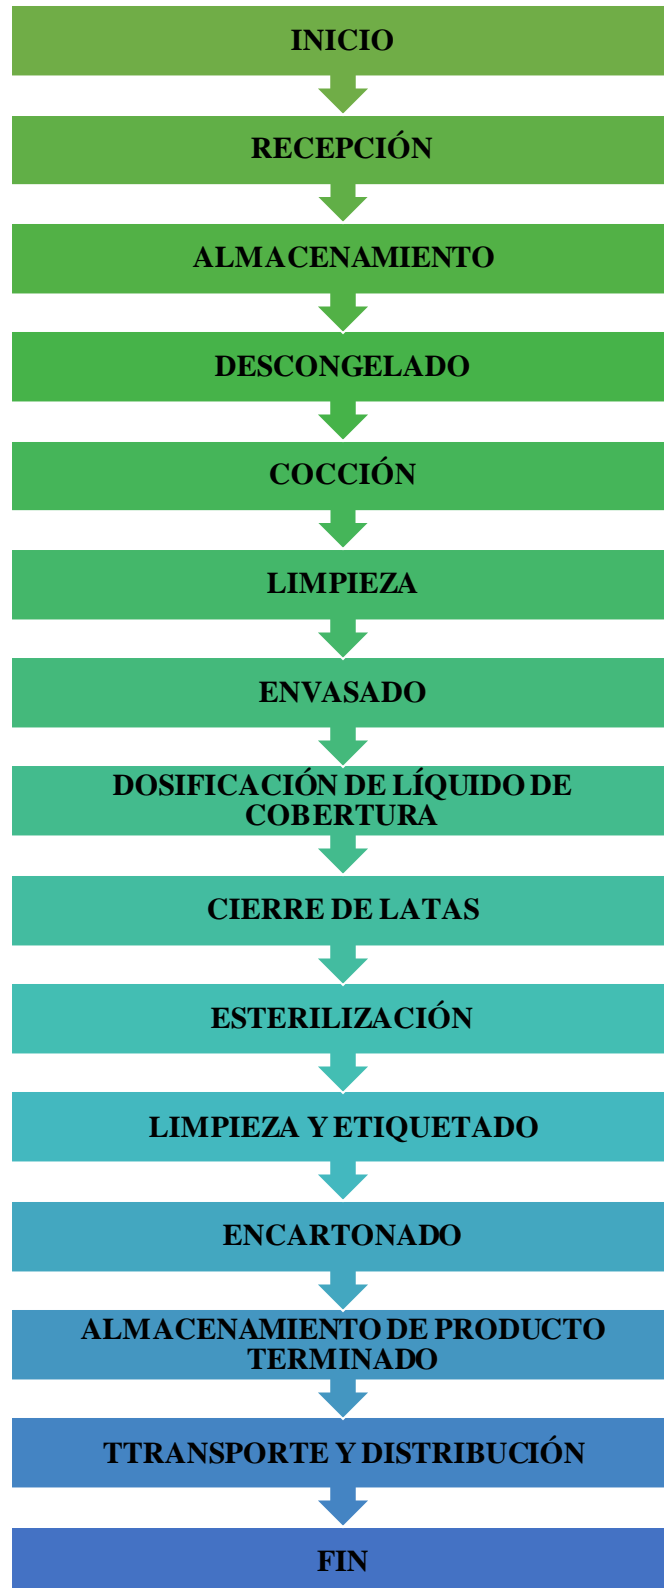 INICIO
RECEPCIÓN
ALMACENAMIENTO
DESCONGELADO
COCCIÓN
LIMPIEZA
ENVASADO
DOSIFICACIÓN DE LÍQUIDO DE
COBERTURA
CIERRE DE LATAS
ESTERILIZACIÓN
LIMPIEZA Y ETIQUETADO
ENCARTONADO
ALMACENAMIENTO DE PRODUCTO
TERMINADO
TTRANSPORTE Y DISTRIBUCIÓN
FIN